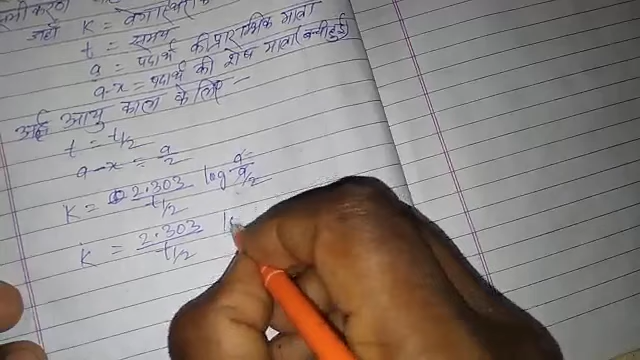 जहाँ K = वेग
t = समय
a = पदार्थ की प्रारम्भिक मात्रा
a-x = पदार्थ की शेष मात्रा (बची हुई)
अर्द्ध आयु काल के लिए -
t = t1/2
a-x = a/2
K = 2.303/t1/2 log a/a/2
K = 2.303/t1/2 lo